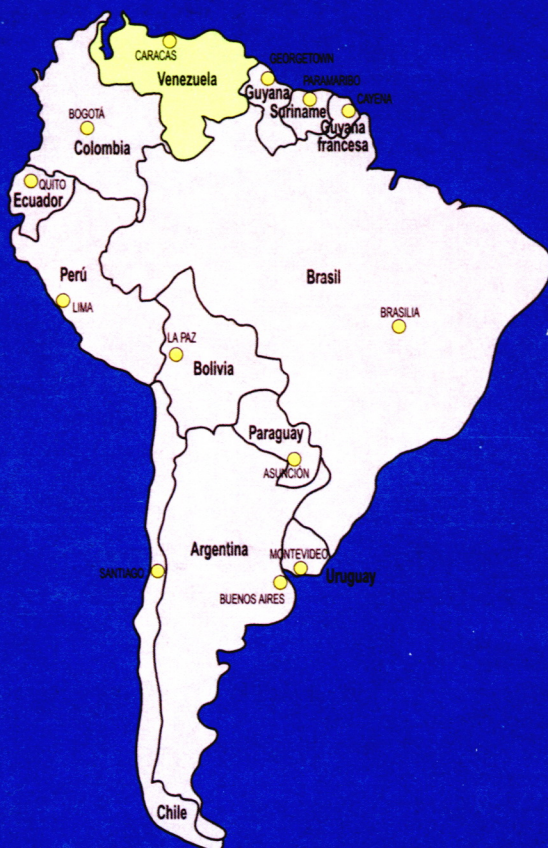 CARACAS
Venezuela
GEORGETOWN
Guyana
PARAMARIBO
Suriname
CAYENA
Guyana
francesa
BOGOTÁ
Colombia
QUITO
Ecuador
Perú
LIMA
Brasil
BRASILIA
LA PAZ
Bolivia
Paraguay
ASUNCIÓN
Argentina
MONTEVIDEO
Uruguay
SANTIAGO
BUENOS AIRES
Chile